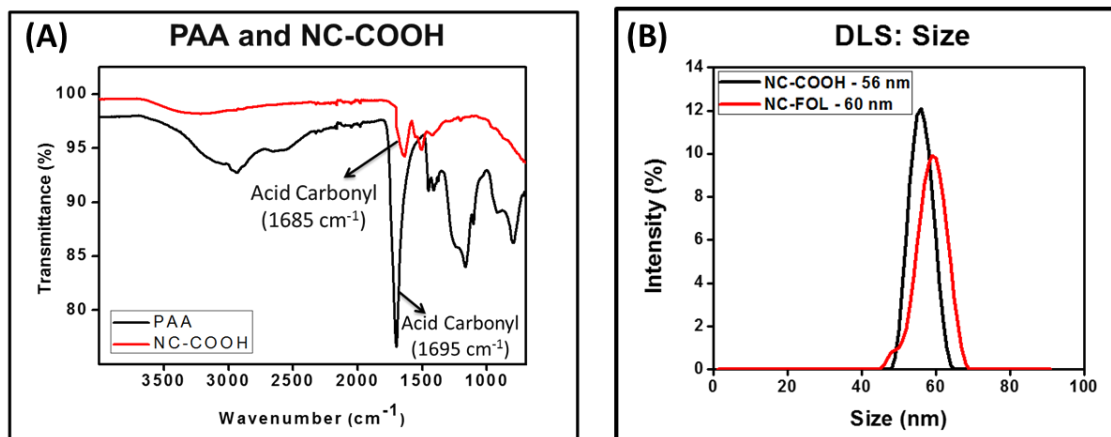 (A)
PAA and NC-COOH
Transmittance (%)
100
95
90
85
80
Acid Carbonyl
(1685 cm-1)
Acid Carbonyl
(1695 cm-1)
PAA
NC-COOH
3500 3000 2500 2000 1500 1000
Wavenumber (cm-1)
(B)
DLS: Size
NC-COOH - 56 nm
NC-FOL - 60 nm
Intensity (%)
14
12
10
8
6
4
2
0
0 20 40 60 80 100
Size (nm)